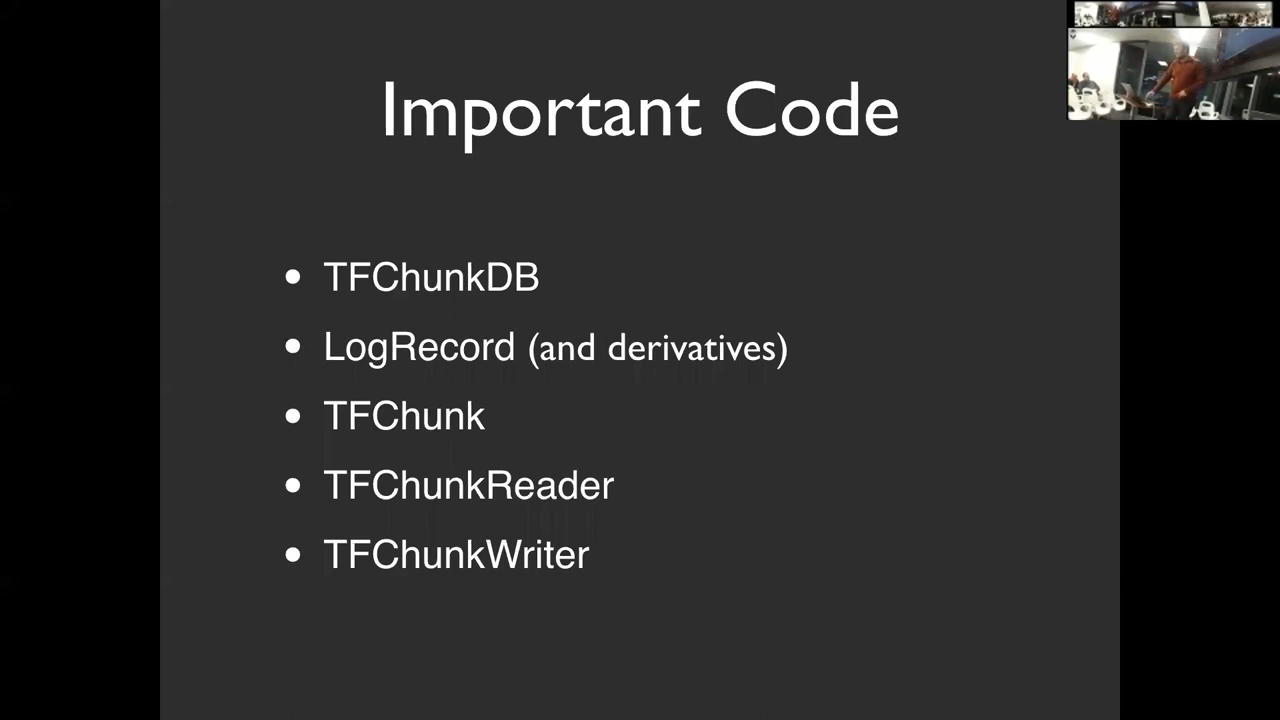 Important Code
• TFChunkDB
• LogRecord (and derivatives)
• TFChunk
• TFChunkReader
• TFChunkWriter